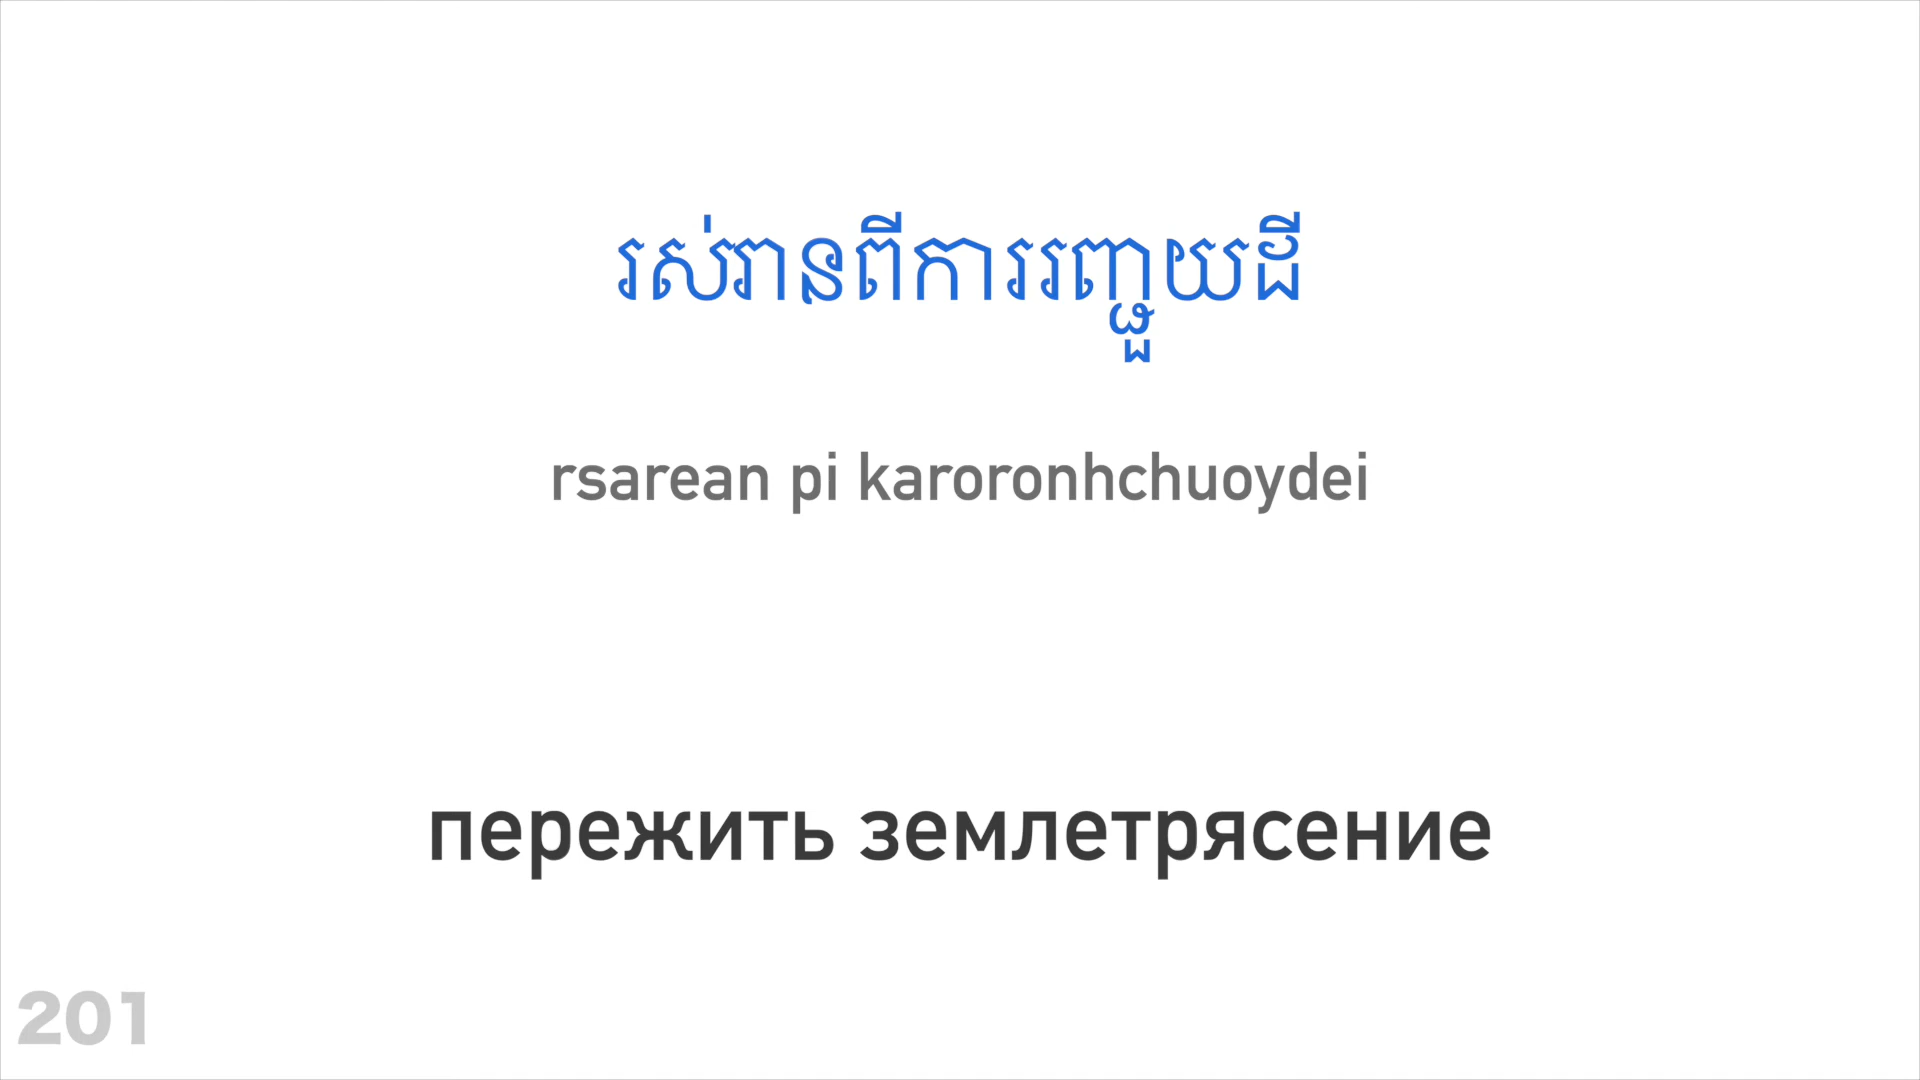 រស់រានពីការរញ្ជួយដី
rsarean pi karoronhchuoydei
пережить землетрясение
201